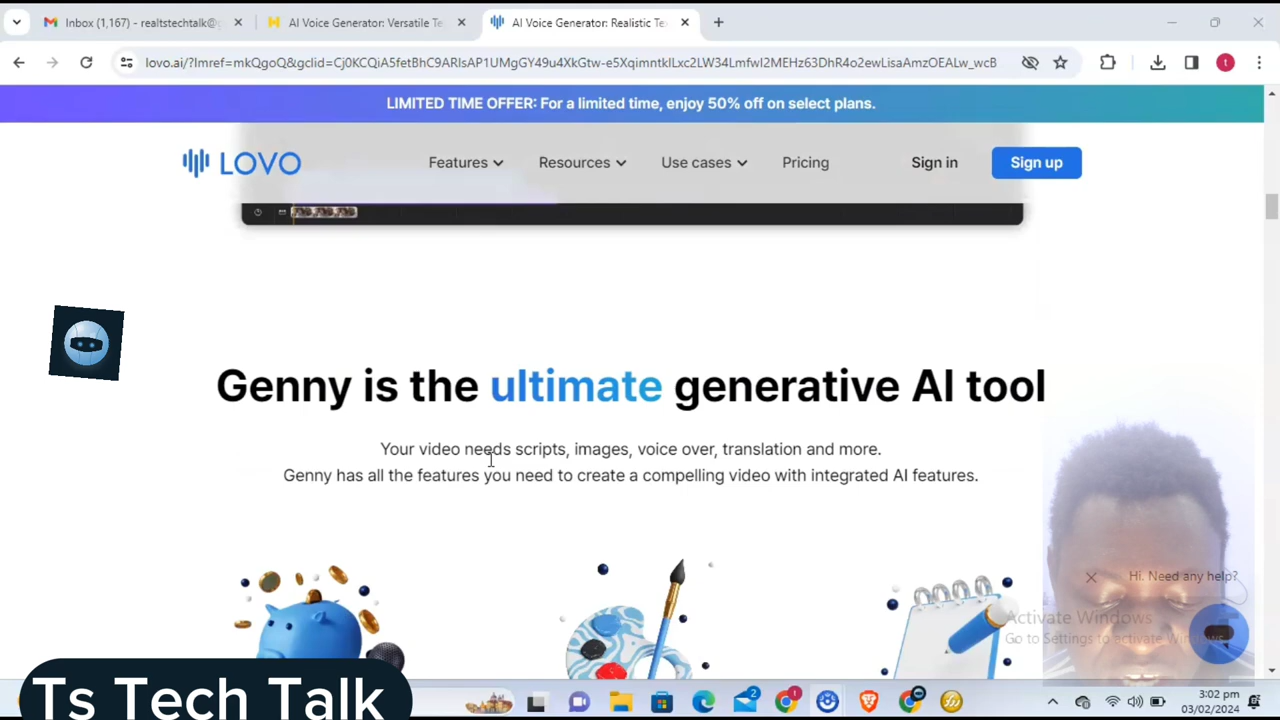 Inbox (1,167) - realtstechtalk@g
AI Voice Generator: Versatile Te
AI Voice Generator: Realistic Te
lovo.ai/?lmref=mkQgoQ&gclid=Cj0KCQiA5fetBhC9ARIsAP1UMgGY49u4XkGtw-e5XqimntkILxc2LW34LmfwI2MEHz63DhR4o2ewLisaAmzOEALw_wcB
LIMITED TIME OFFER: For a limited time, enjoy 50% off on select plans.
LOVO
Features
Resources
Use cases
Pricing
Sign in
Sign up
Genny is the ultimate generative AI tool
Your video needs scripts, images, voice over, translation and more.
Genny has all the features you need to create a compelling video with integrated AI features.
Hi. Need any help?
Activate Windows
Go to Settings to activate Windows.
Ts Tech Talk
2
3:02 pm
03/02/2024